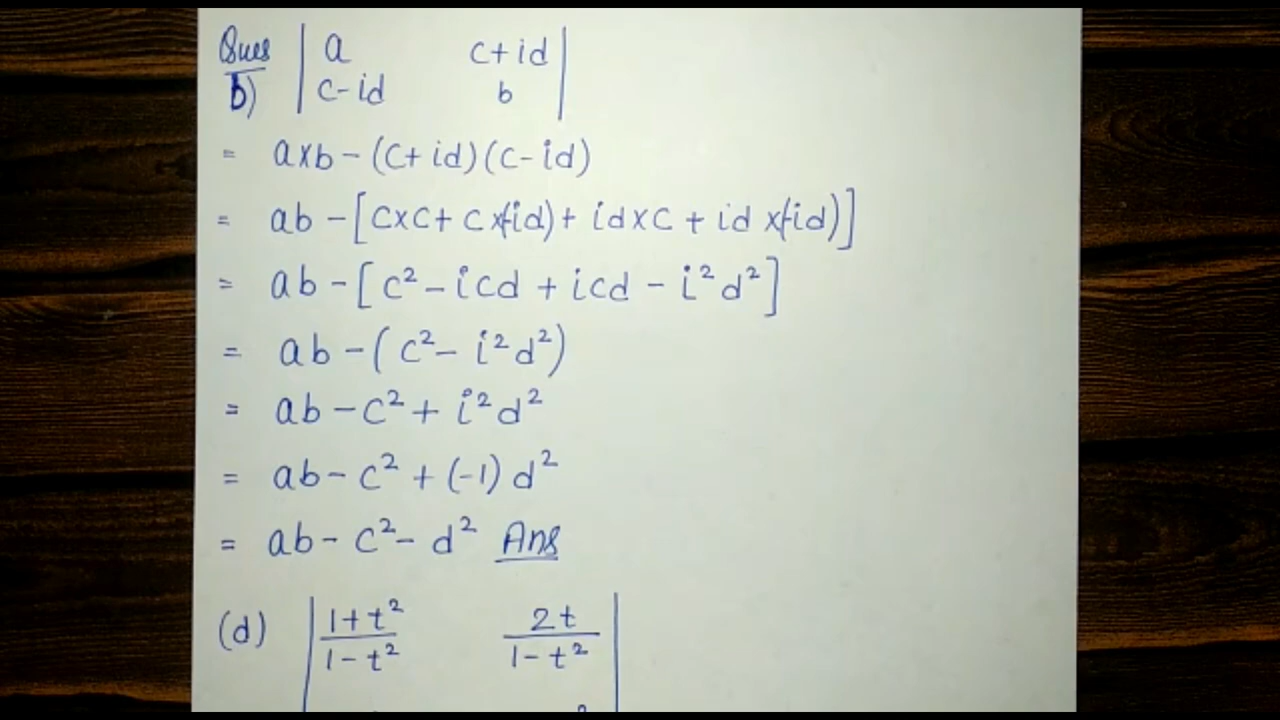 Ques | a c+id |
b) | c-id b |
= a×b-(c+id)(c-id)
= ab-[c×c+c×(-id)+id×c+id×(-id)]
= ab-[c²-icd+icd-i²d²]
= ab-(c²-i²d²)
= ab-c²+i²d²
= ab-c²+(-1)d²
= ab-c²-d² Ans
(d) | 1+t² 2t |
1-t² 1-t²